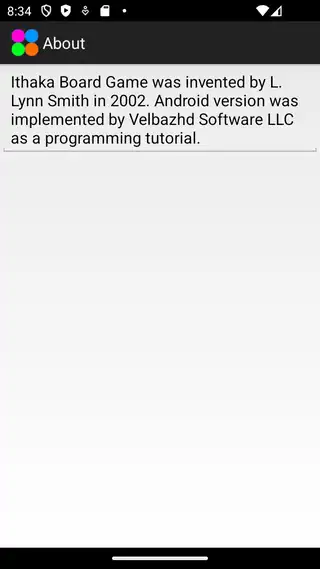 8:34
About
Ithaka Board Game was invented by L.
Lynn Smith in 2002. Android version was
implemented by Velbazhd Software LLC
as a programming tutorial.